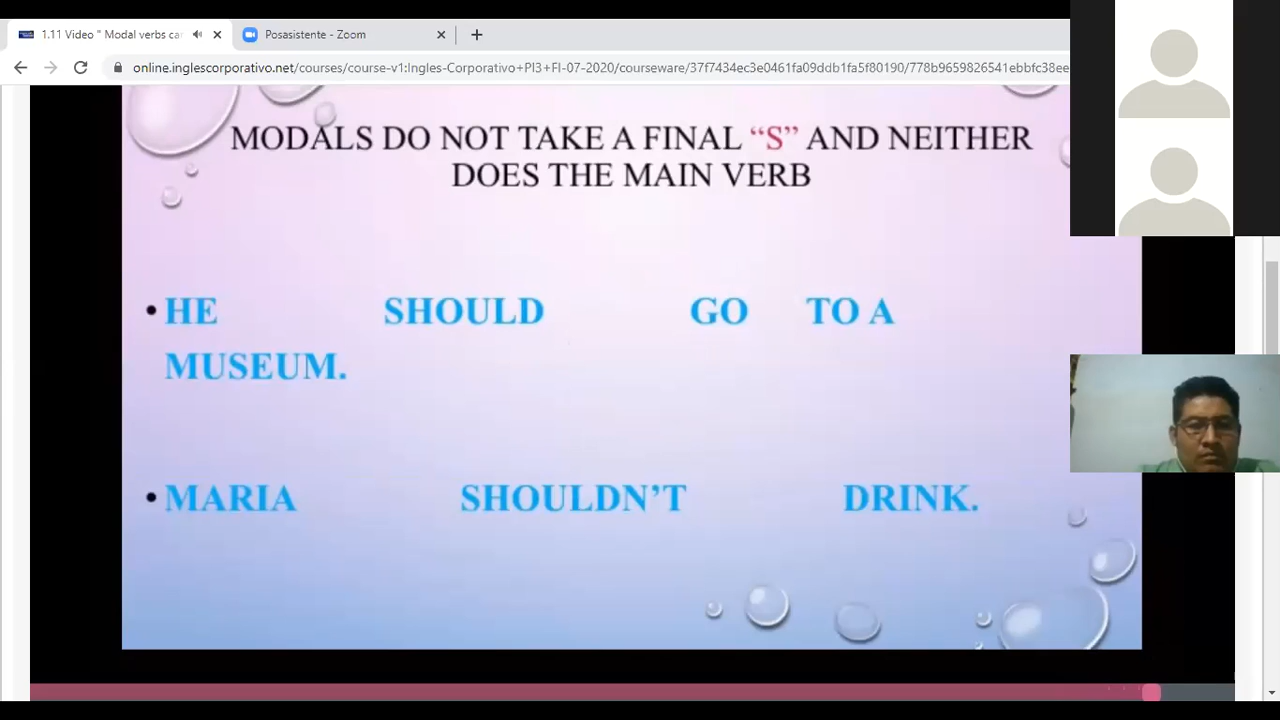 1.11 Video " Modal verbs ca
Posasistente - Zoom
online.inglescorporativo.net/courses/course-v1:Ingles-Corporativo+PI3+FI-07-2020/courseware/37f7434ec3e0461fa09ddb1fa5f80190/778b9659826541ebbfc38ee
MODALS DO NOT TAKE A FINAL “S” AND NEITHER
DOES THE MAIN VERB
• HE SHOULD GO TO A
MUSEUM.
• MARIA SHOULDN’T DRINK.